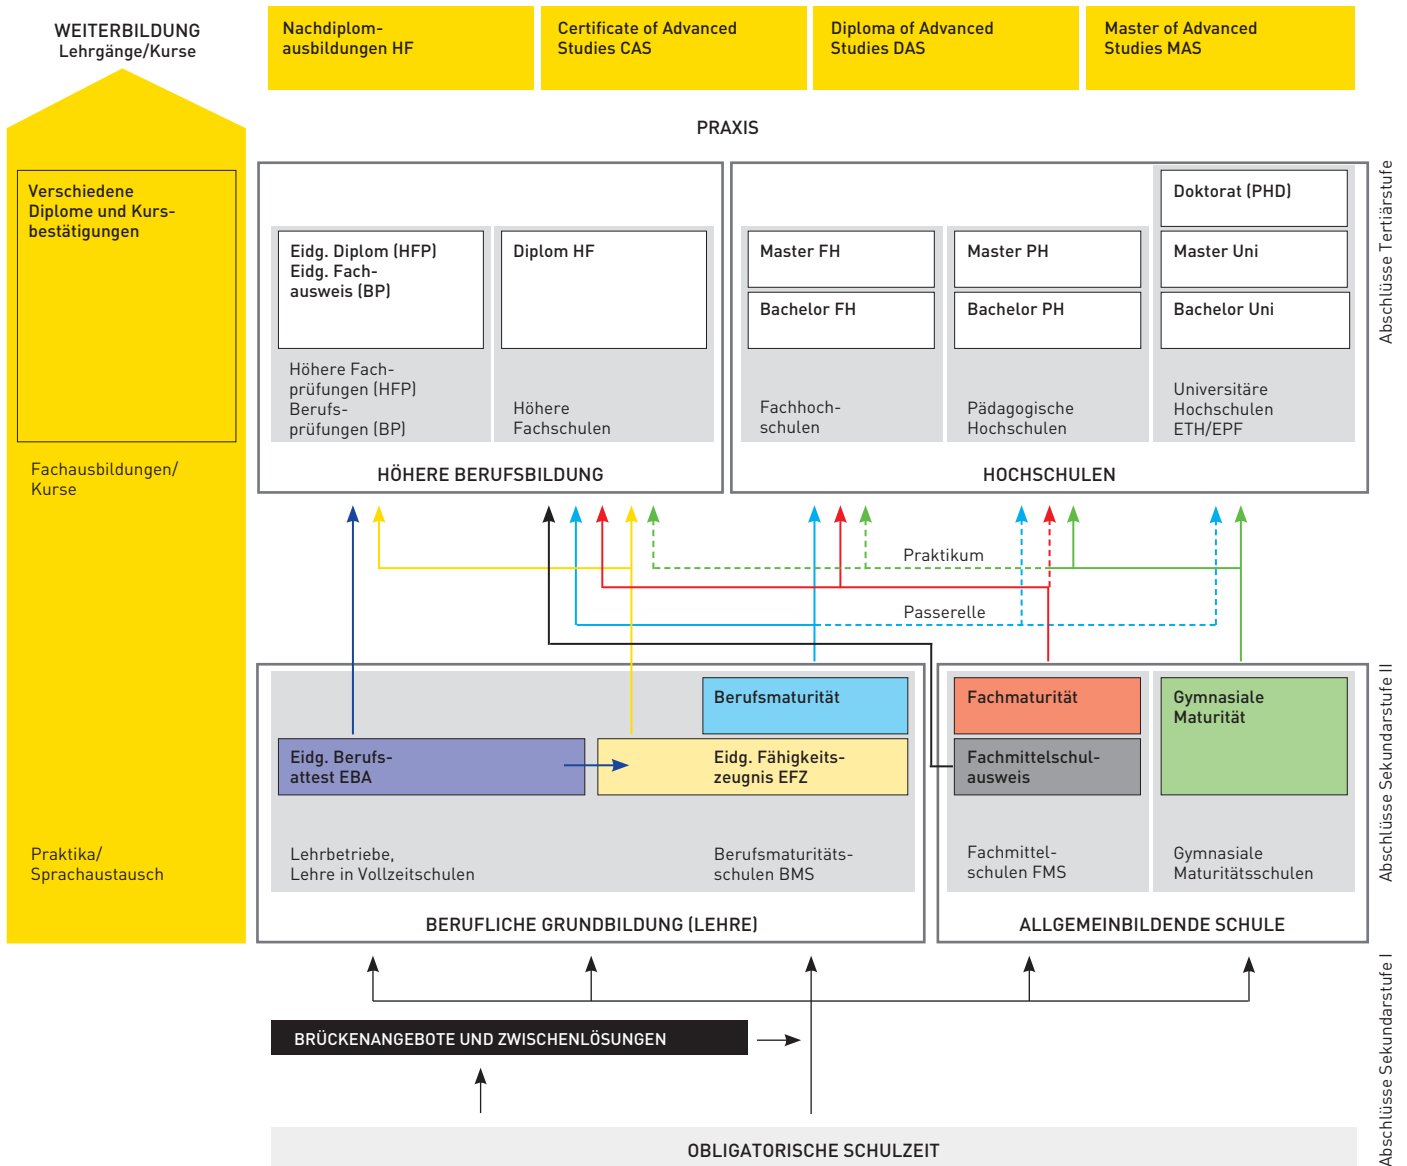 WEITERBILDUNG
Lehrgänge/Kurse
Nachdiplom-
ausbildungen HF
Certificate of Advanced
Studies CAS
Diploma of Advanced
Studies DAS
Master of Advanced
Studies MAS
PRAXIS
Verschiedene
Diplome und Kurs-
bestätigungen
Fachausbildungen/
Kurse
Praktika/
Sprachaustausch
Eidg. Diplom (HFP)
Eidg. Fach-
ausweis (BP)
Höhere Fach-
prüfungen (HFP)
Berufs-
prüfungen (BP)
Diplom HF
Höhere
Fachschulen
HÖHERE BERUFSBILDUNG
Master FH
Bachelor FH
Fachhoch-
schulen
Master PH
Bachelor PH
Pädagogische
Hochschulen
Doktorat (PHD)
Master Uni
Bachelor Uni
Universitäre
Hochschulen
ETH/EPF
HOCHSCHULEN
Abschlüsse Tertiärstufe
Praktikum
Passerelle
Berufsmaturität
Eidg. Berufs-
attest EBA
Eidg. Fähigkeits-
zeugnis EFZ
Lehrbetriebe,
Lehre in Vollzeitschulen
Berufsmaturitäts-
schulen BMS
BERUFLICHE GRUNDBILDUNG (LEHRE)
Fachmaturität
Fachmittelschul-
ausweis
Fachmittel-
schulen FMS
Gymnasiale
Maturität
Gymnasiale
Maturitätsschulen
ALLGEMEINBILDENDE SCHULE
Abschlüsse Sekundarstufe II
BRÜCKENANGEBOTE UND ZWISCHENLÖSUNGEN
OBLIGATORISCHE SCHULZEIT
Abschlüsse Sekundarstufe I